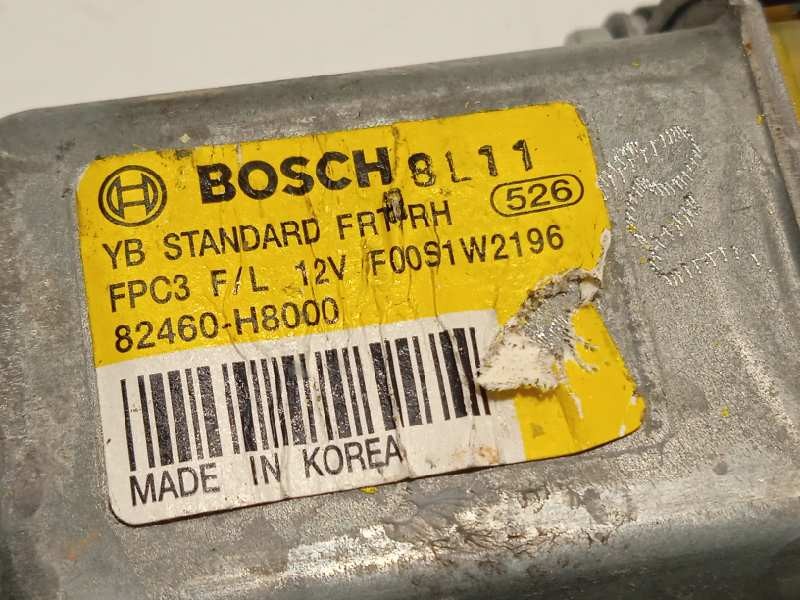 BOSCH 8L11
YB STANDARD FRT RH 526
FPC3 F/L 12V F00S1W2196
82460-H8000
MADE IN KOREA